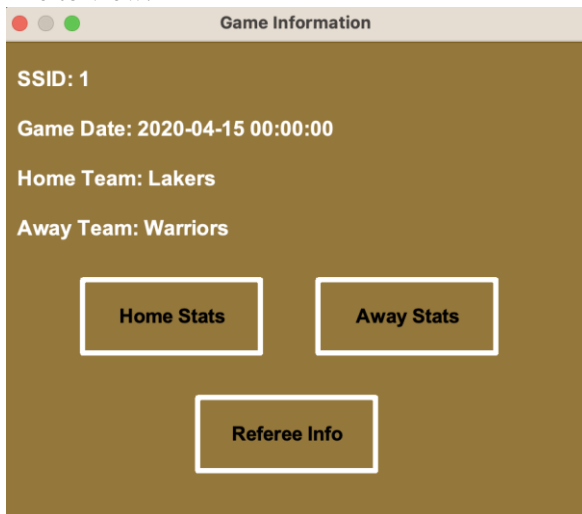 Game Information
SSID: 1
Game Date: 2020-04-15 00:00:00
Home Team: Lakers
Away Team: Warriors
Home Stats
Away Stats
Referee Info